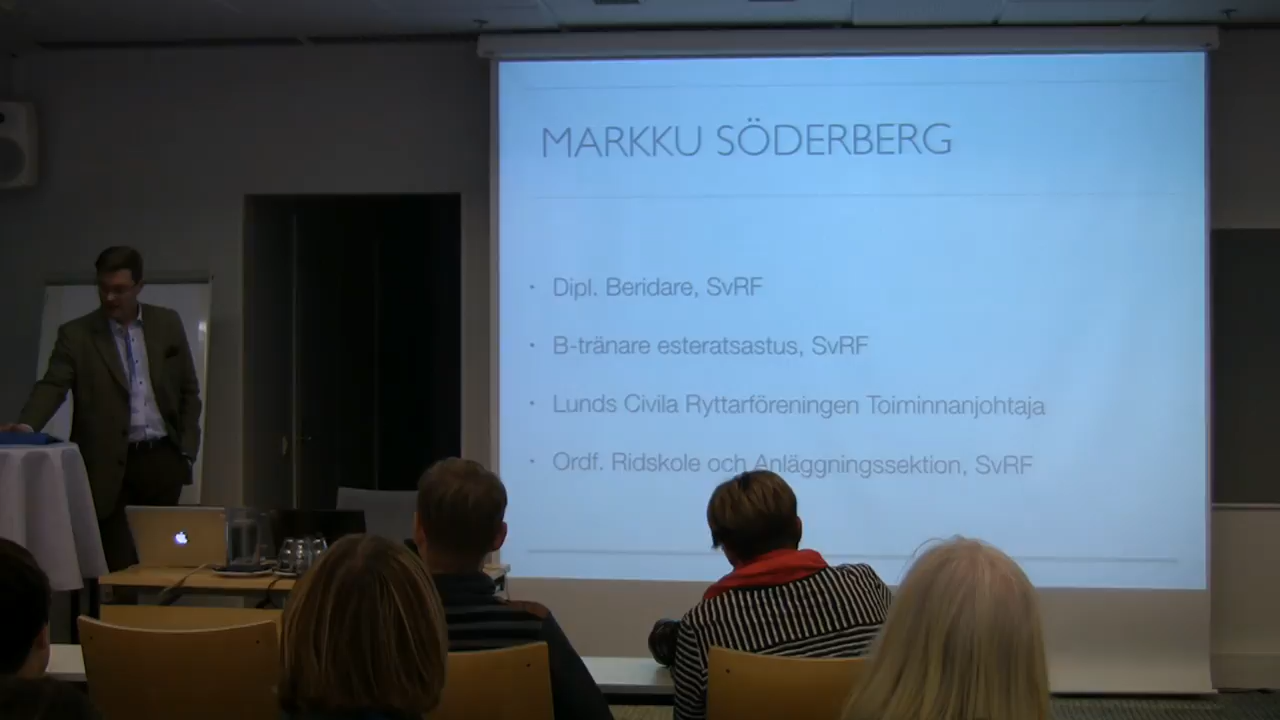 MARKKU SÖDERBERG
• Dipl. Beridare, SvRF
• B-tränare esteratsastus, SvRF
• Lunds Civila Ryttarföreningen Toiminnanjohtaja
• Ordf. Ridskole och Anläggningssektion, SvRF